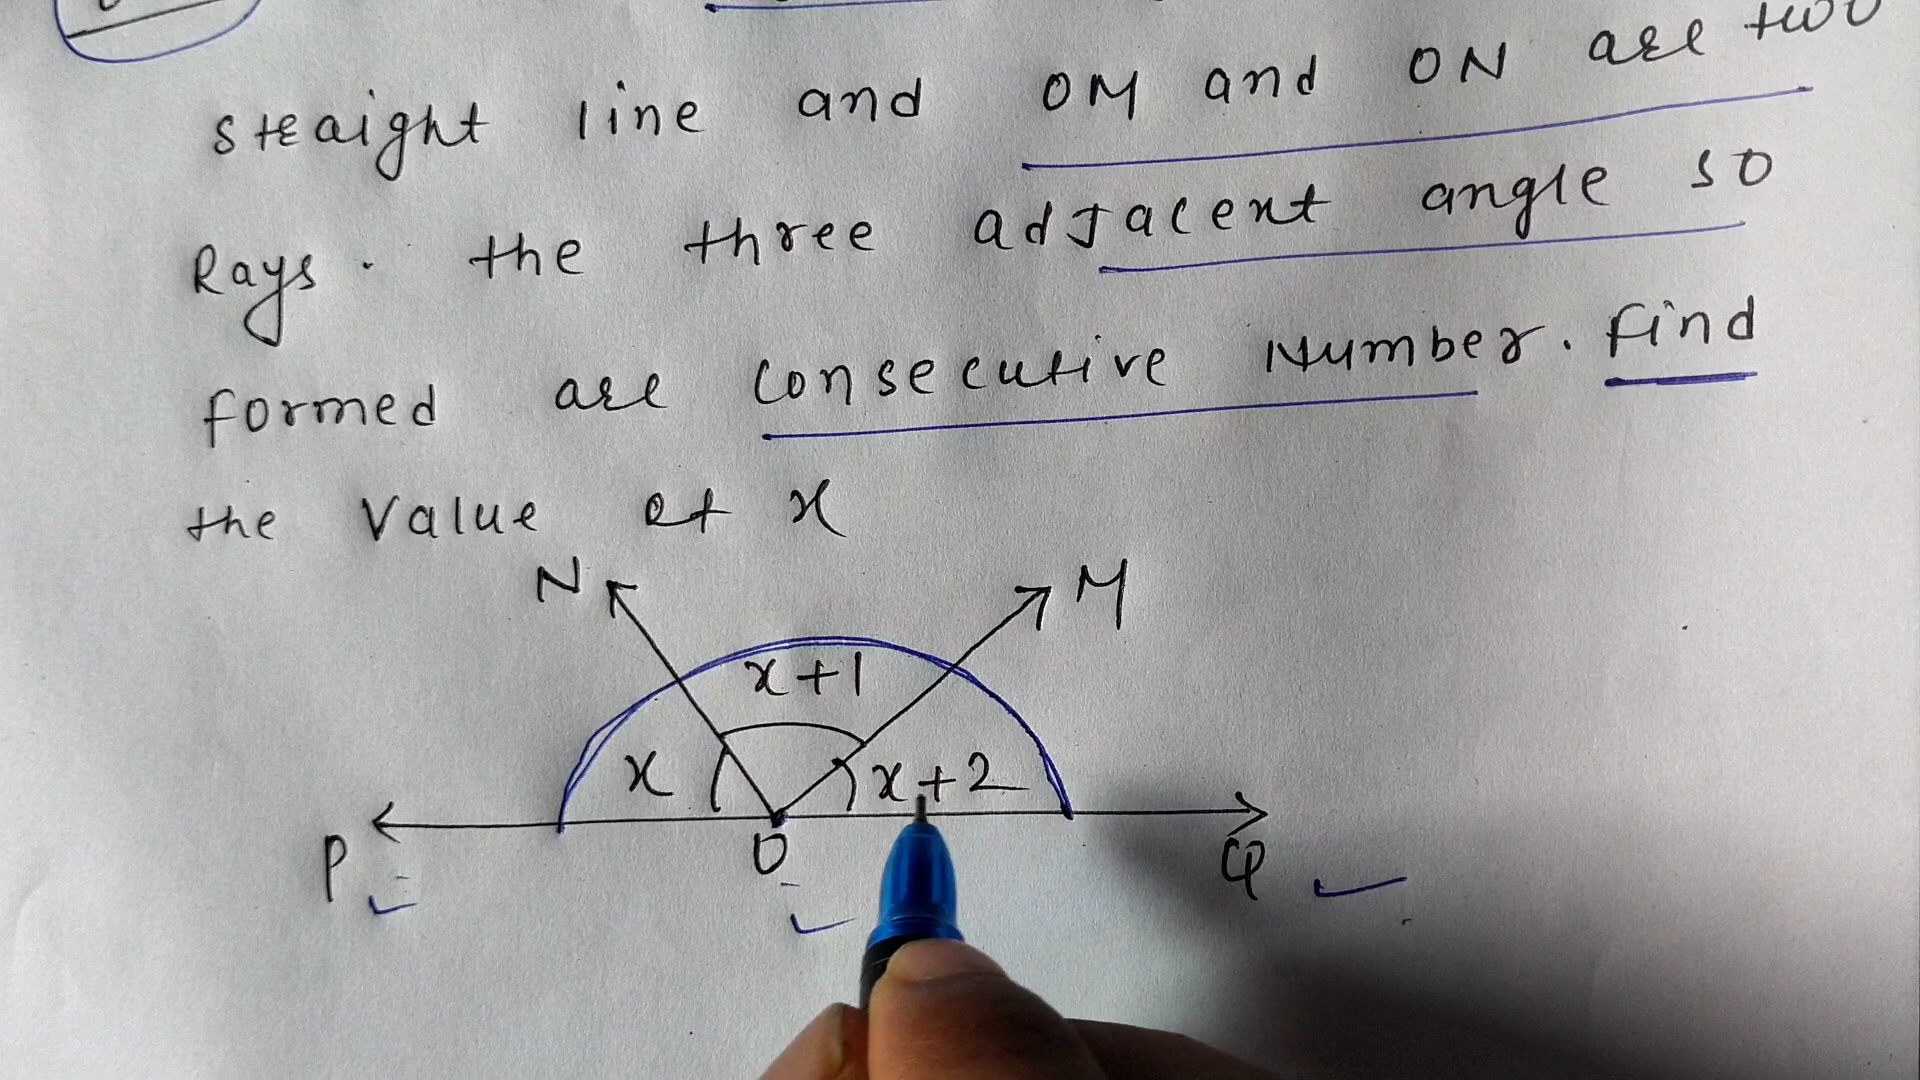 straight line and OM and ON are two
Rays. the three adjacent angle so
formed are consecutive Number. Find
the Value of x
N M
x+1
x x+2
P O Q